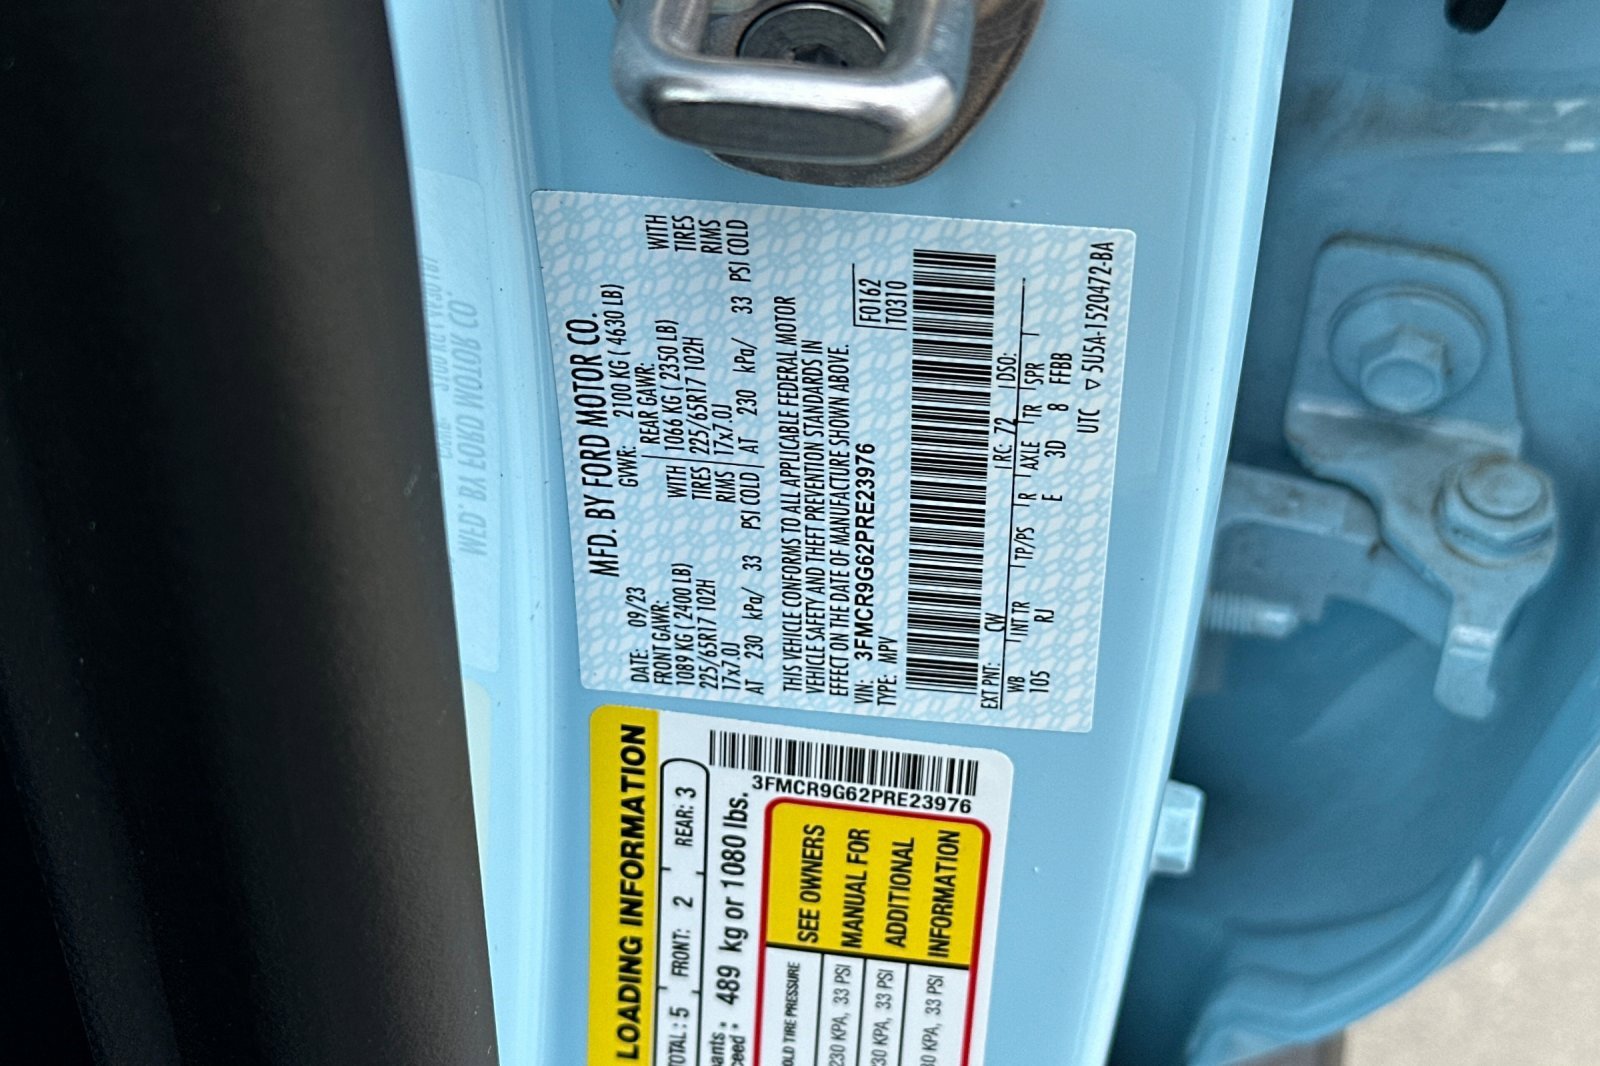 MFD. BY FORD MOTOR CO.
DATE: 09/23 GVWR: 2100 KG ( 4630 LB)
FRONT GAWR: REAR GAWR:
1089 KG ( 2400 LB) WITH 1066 KG ( 2350 LB) WITH
225/65R17 102H TIRES 225/65R17 102H TIRES
17x7.0J RIMS 17x7.0J RIMS
AT 230 kPa/ 33 PSI COLD AT 230 kPa/ 33 PSI COLD
THIS VEHICLE CONFORMS TO ALL APPLICABLE FEDERAL MOTOR
VEHICLE SAFETY AND THEFT PREVENTION STANDARDS IN
EFFECT ON THE DATE OF MANUFACTURE SHOWN ABOVE.
VIN: 3FMCR9G62PRE23976 F0162
TYPE: MPV T0310
EXT PNT: CW RC: 72 DSO:
WB INT TR TP/PS R AXLE TR SPR
105 RJ E 3D 8 FFBB
UTC ▽ 5U5A-1520472-BA
LOADING INFORMATION
TOTAL: 5 FRONT: 2 REAR: 3
489 kg or 1080 lbs.
3FMCR9G62PRE23976
SEE OWNERS
MANUAL FOR
ADDITIONAL
INFORMATION
TIRE PRESSURE
230 KPA, 33 PSI
33 PSI
33 PSI